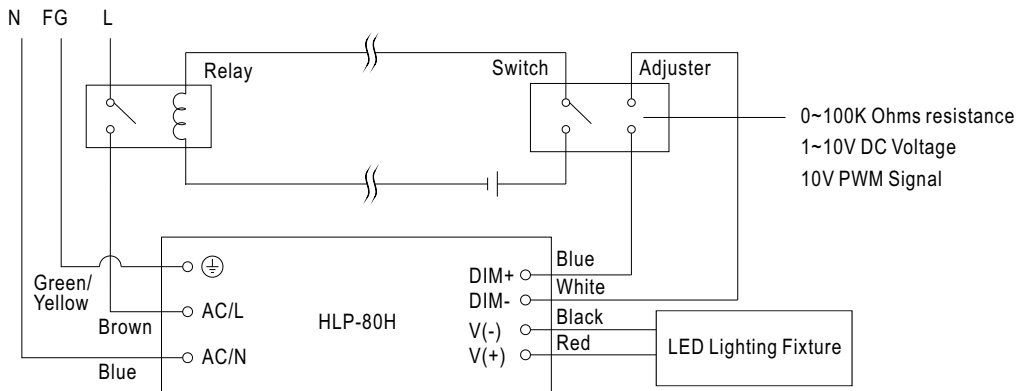 N FG L
Relay
Switch
Adjuster
0~100K Ohms resistance
1~10V DC Voltage
10V PWM Signal
Green/
Yellow
Brown
Blue
AC/L
AC/N
HLP-80H
DIM+
DIM-
V(-)
V(+)
Blue
White
Black
Red
LED Lighting Fixture